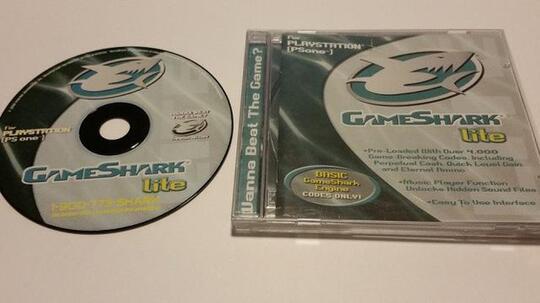 For
PLAYSTATION
[PS one]
GAMESHARK
lite
1-900-773-SHARK
Wanna Beat The Game?
For
PLAYSTATION
[PSone]
GAMESHARK
lite
•Pre-Loaded With Over 4,000
Game-Breaking Codes, Including
Perpetual Cash, Quick Level Gain
and Eternal Ammo
•Music Player Function
Unlocks Hidden Sound Files
•Easy To Use Interface
BASIC
GameShark
Engine
CODES ONLY!